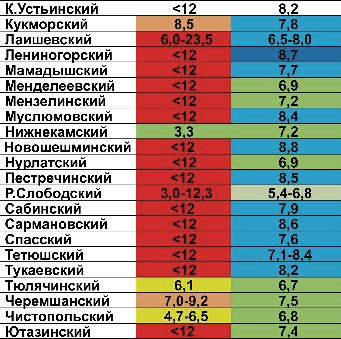 К.Устьинский <12 8,2
Кукморский 8,5 7,8
Лаишевский 6,0-23,5 6,5-8,0
Лениногорский <12 8,7
Мамадышский <12 7,7
Менделеевский <12 6,9
Мензелинский <12 7,2
Муслюмовский <12 8,4
Нижнекамский 3,3 7,2
Новошешминский <12 8,8
Нурлатский <12 6,9
Пестречинский <12 8,5
Р.Слободский 3,0-12,3 5,4-6,8
Сабинский <12 7,9
Сармановский <12 8,6
Спасский <12 7,6
Тетюшский <12 7,1-8,4
Тукаевский <12 8,2
Тюлячинский 6,1 6,7
Черемшанский 7,0-9,2 7,5
Чистопольский 4,7-6,5 6,8
Ютазинский <12 7,4